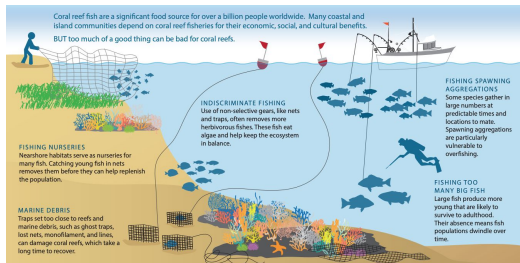 Coral reef fish are a significant food source for over a billion people worldwide. Many coastal and
island communities depend on coral reef fisheries for their economic, social, and cultural benefits.
BUT too much of a good thing can be bad for coral reefs.
INDISCRIMINATE FISHING
Use of non-selective gears, like nets
and traps, often removes more
herbivorous fishes. These fish eat
algae and help keep the ecosystem
in balance.
FISHING SPAWNING
AGGREGATIONS
Some species gather in
large numbers at
predictable times and
locations to mate.
Spawning aggregations
are particularly
vulnerable to
overfishing.
FISHING NURSERIES
Nearshore habitats serve as nurseries for
many fish. Catching young fish in nets
removes them before they can help replenish
the population.
FISHING TOO
MANY BIG FISH
Large fish produce more
young that are likely to
survive to adulthood.
Their absence means fish
populations dwindle over
time.
MARINE DEBRIS
Traps set too close to reefs and
marine debris, such as ghost traps,
lost nets, monofilament, and lines,
can damage coral reefs, which take a
long time to recover.